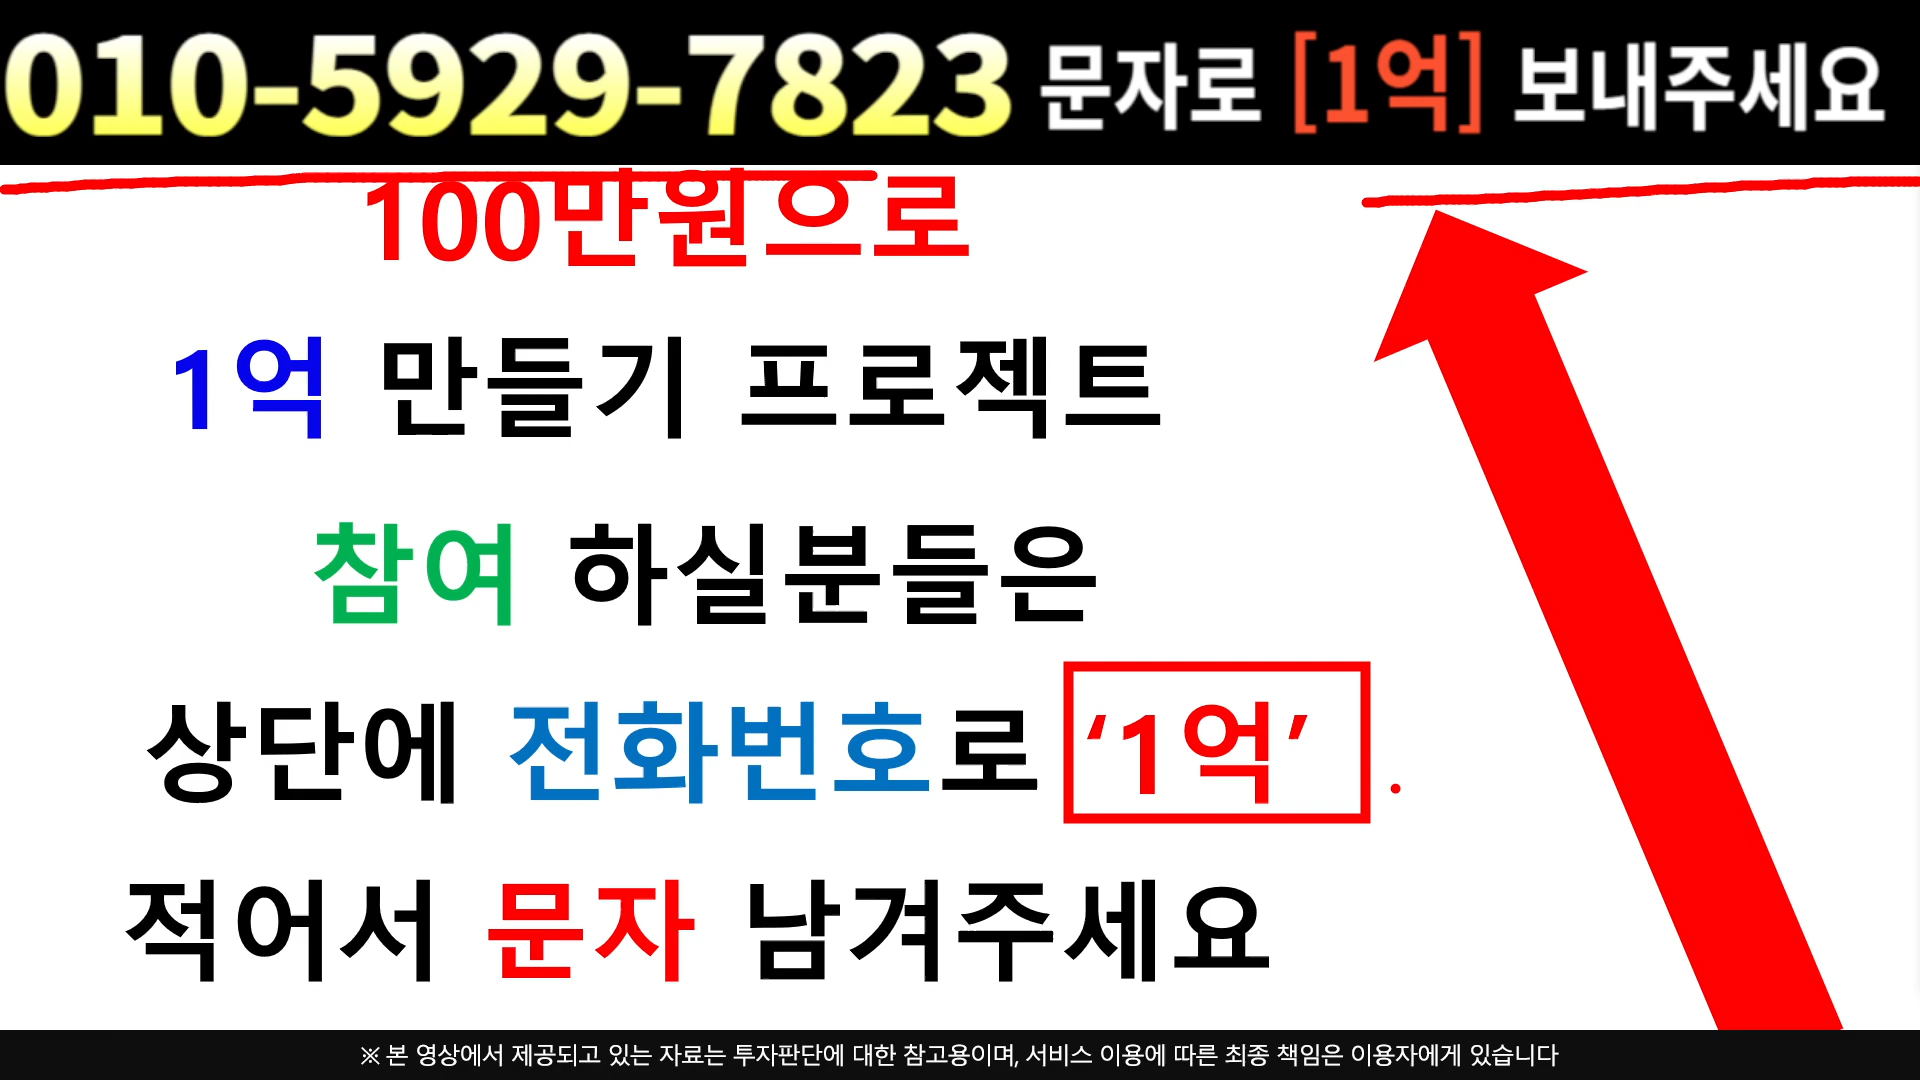 010-5929-7823 문자로 [1억] 보내주세요
100만원으로
1억 만들기 프로젝트
참여 하실분들은
상단에 전화번호로 ‘1억’ .
적어서 문자 남겨주세요
※ 본 영상에서 제공되고 있는 자료는 투자판단에 대한 참고용이며, 서비스 이용에 따른 최종 책임은 이용자에게 있습니다